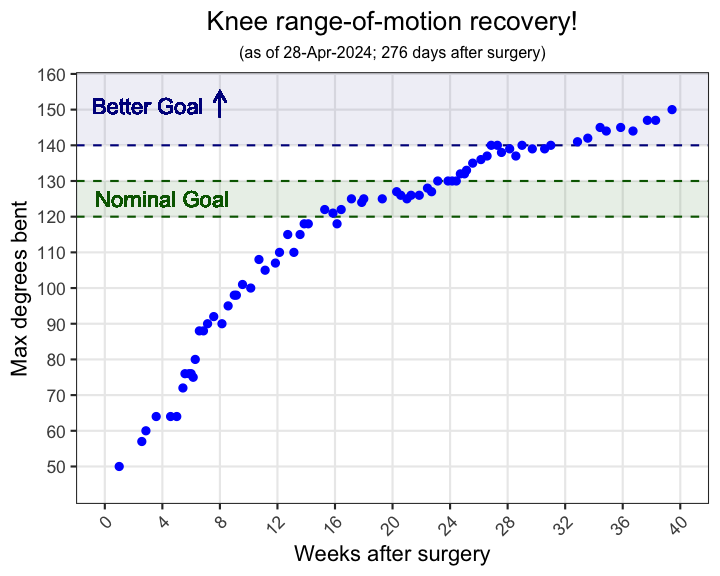 Knee range-of-motion recovery!
(as of 28-Apr-2024; 276 days after surgery)
Max degrees bent
160
150
140
130
120
110
100
90
80
70
60
50
Better Goal ↑
Nominal Goal
0 4 8 12 16 20 24 28 32 36 40
Weeks after surgery